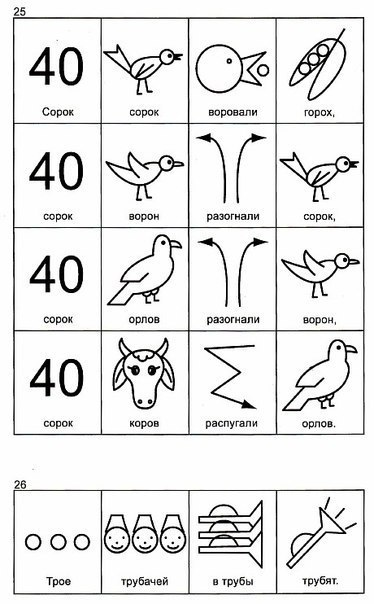 25
40 40 40 40
Сорок сорок воровали горох,
сорок ворон разогнали сорок,
сорок орлов разогнали ворон,
сорок коров распугали орлов.
26
Трое трубачей в трубы трубят.